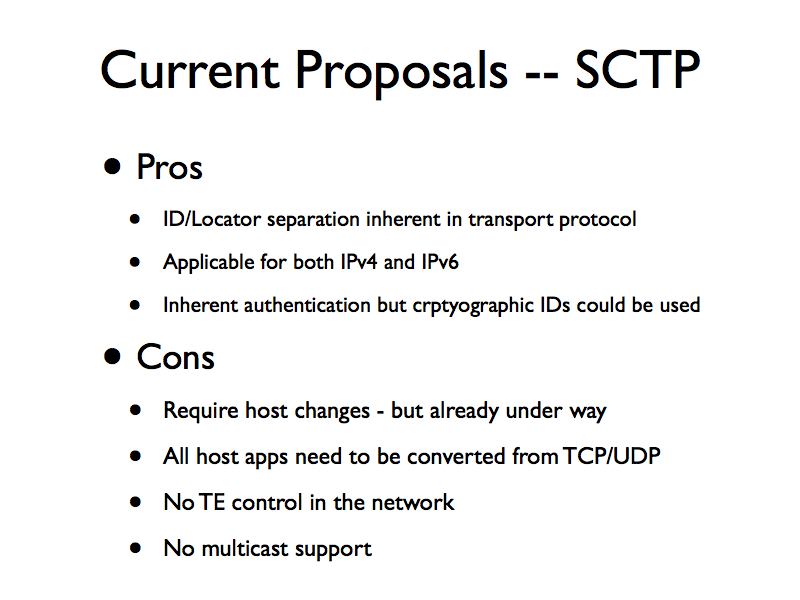 Current Proposals -- SCTP
• Pros
• ID/Locator separation inherent in transport protocol
• Applicable for both IPv4 and IPv6
• Inherent authentication but crptyographic IDs could be used
• Cons
• Require host changes - but already under way
• All host apps need to be converted from TCP/UDP
• No TE control in the network
• No multicast support